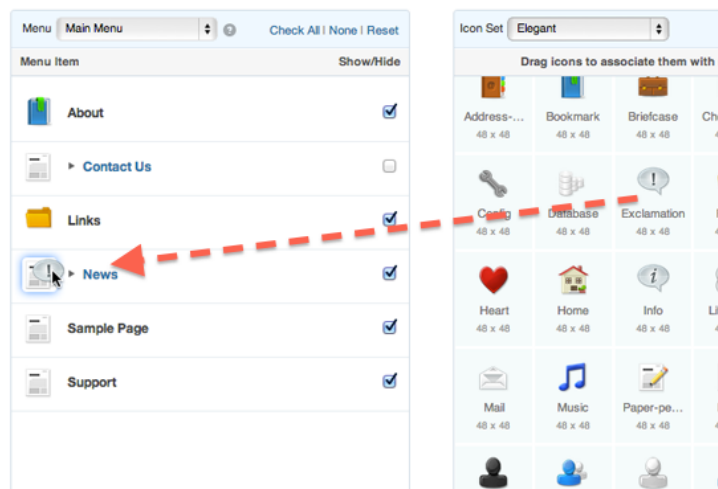 Menu Main Menu Check All | None | Reset
Menu Item Show/Hide
About
Contact Us
Links
News
Sample Page
Support
Icon Set Elegant
Drag icons to associate them with
Address-... Bookmark Briefcase
48 x 48 48 x 48 48 x 48
Config Database Exclamation
48 x 48 48 x 48 48 x 48
Heart Home Info
48 x 48 48 x 48 48 x 48
Mail Music Paper-pe...
48 x 48 48 x 48 48 x 48